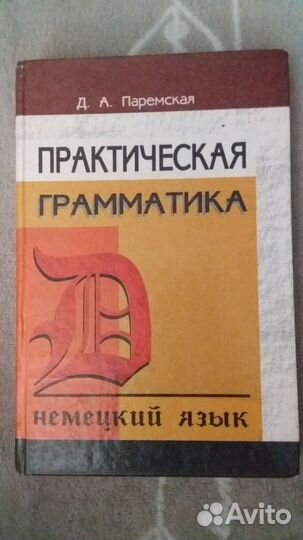 Д. А. Паремская
ПРАКТИЧЕСКАЯ
ГРАММАТИКА
D
немецкий язык
Avito